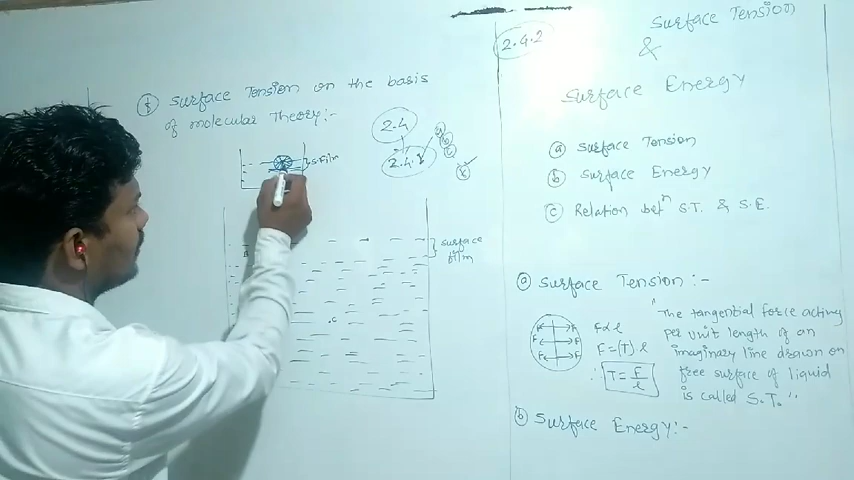 Surface Tension on the basis
of molecular Theory:-
2.4
2.4.2
a
b
c
S.Film
surface
film
B
C
2.4.2
Surface Tension
&
Surface Energy
a Surface Tension
b Surface Energy
c Relation betn S.T. & S.E.
a Surface Tension :-
F F
F F
F F
F∝l
F=(T) l
∴ T = F/l
"The tangential force acting
per unit length of an
imaginary line drawn on
free surface of liquid
is called S.T."
b Surface Energy:-